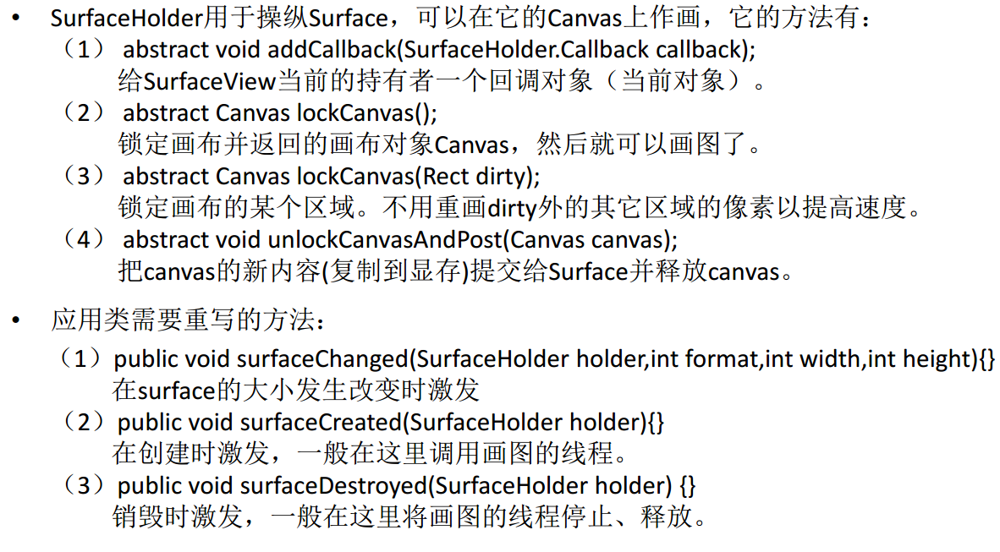 • SurfaceHolder用于操纵Surface，可以在它的Canvas上作画，它的方法有：
（1） abstract void addCallback(SurfaceHolder.Callback callback);
给SurfaceView当前的持有者一个回调对象（当前对象）。
（2） abstract Canvas lockCanvas();
锁定画布并返回的画布对象Canvas，然后就可以画图了。
（3） abstract Canvas lockCanvas(Rect dirty);
锁定画布的某个区域。不用重画dirty外的其它区域的像素以提高速度。
（4） abstract void unlockCanvasAndPost(Canvas canvas);
把canvas的新内容(复制到显存)提交给Surface并释放canvas。
• 应用类需要重写的方法：
（1）public void surfaceChanged(SurfaceHolder holder,int format,int width,int height){}
在surface的大小发生改变时激发
（2）public void surfaceCreated(SurfaceHolder holder){}
在创建时激发，一般在这里调用画图的线程。
（3）public void surfaceDestroyed(SurfaceHolder holder) {}
销毁时激发，一般在这里将画图的线程停止、释放。